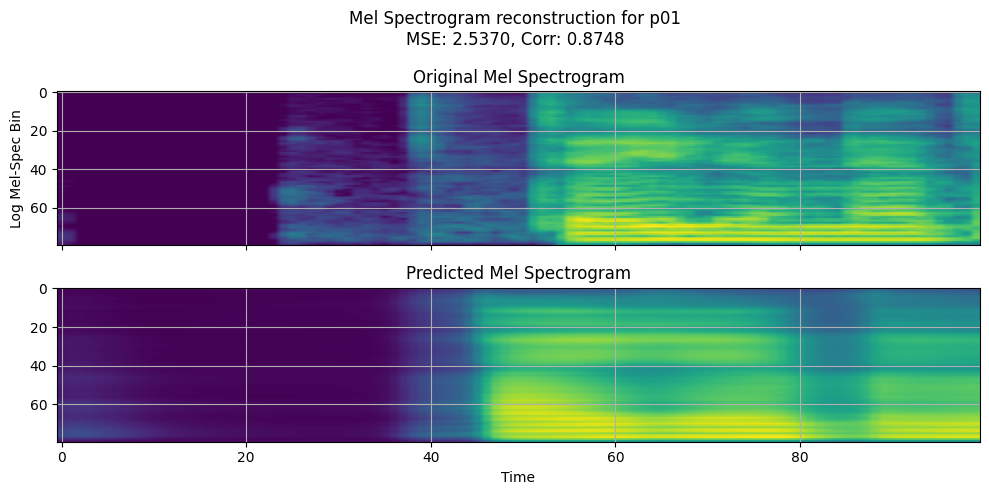 Mel Spectrogram reconstruction for p01
MSE: 2.5370, Corr: 0.8748
Original Mel Spectrogram
Log Mel-Spec Bin
0
20
40
60
Predicted Mel Spectrogram
0
20
40
60
0 20 40 60 80
Time